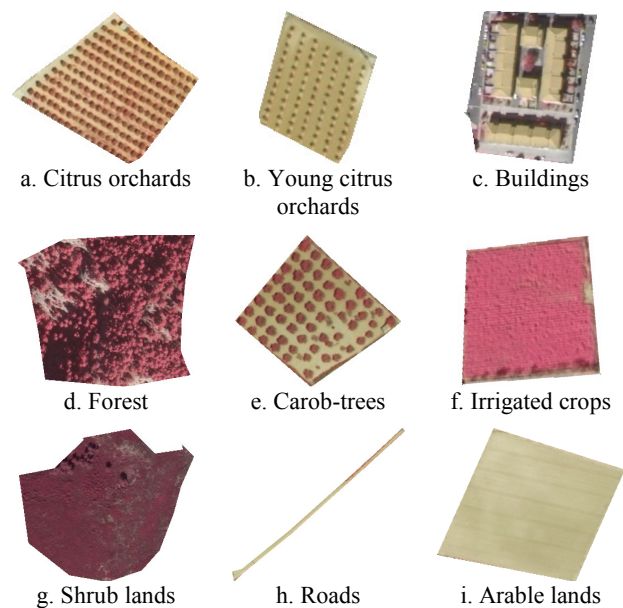 a. Citrus orchards
b. Young citrus
orchards
c. Buildings
d. Forest
e. Carob-trees
f. Irrigated crops
g. Shrub lands
h. Roads
i. Arable lands